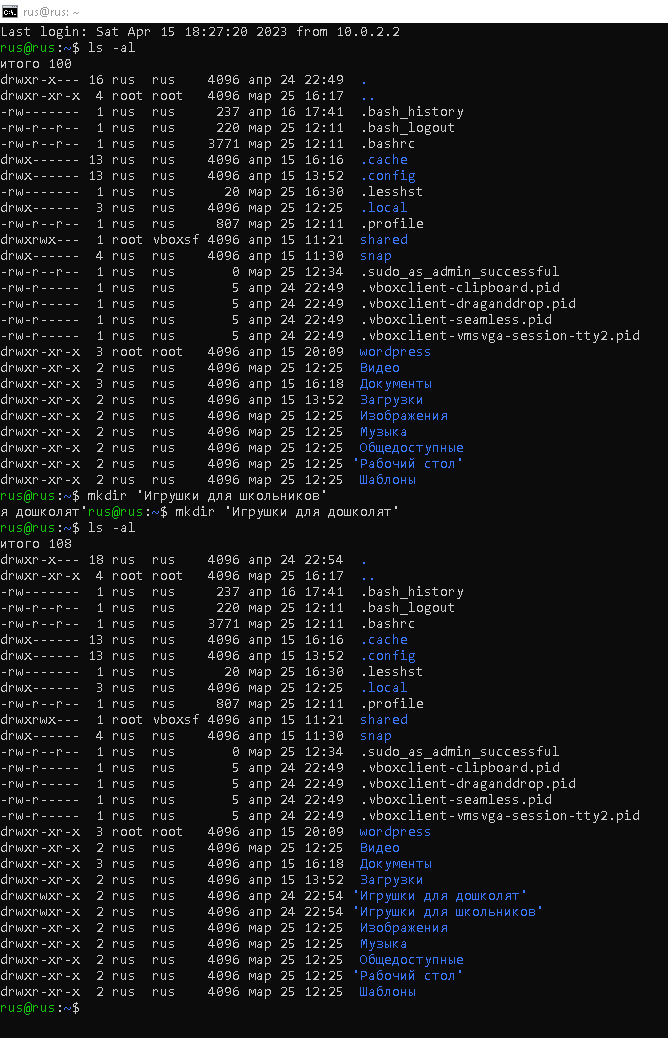 rus@rus: ~
Last login: Sat Apr 15 18:27:20 2023 from 10.0.2.2
rus@rus:~$ ls -al
итого 100
drwxr-x--- 16 rus  rus    4096 апр 24 22:49  .
drwxr-xr-x  4 root root   4096 мар 25 16:17  ..
-rw-------  1 rus  rus     237 апр 16 17:41  .bash_history
-rw-r--r--  1 rus  rus     220 мар 25 12:11  .bash_logout
-rw-r--r--  1 rus  rus    3771 мар 25 12:11  .bashrc
drwx------ 13 rus  rus    4096 апр 15 16:16  .cache
drwx------ 13 rus  rus    4096 апр 15 13:52  .config
-rw-------  1 rus  rus      20 мар 25 16:30  .lesshst
drwx------  3 rus  rus    4096 мар 25 12:25  .local
-rw-r--r--  1 rus  rus     807 мар 25 12:11  .profile
drwxrwx---  1 root vboxsf 4096 апр 15 11:21  shared
drwx------  4 rus  rus    4096 апр 15 11:30  snap
-rw-r--r--  1 rus  rus       0 мар 25 12:34  .sudo_as_admin_successful
-rw-r-----  1 rus  rus       5 апр 24 22:49  .vboxclient-clipboard.pid
-rw-r-----  1 rus  rus       5 апр 24 22:49  .vboxclient-draganddrop.pid
-rw-r-----  1 rus  rus       5 апр 24 22:49  .vboxclient-seamless.pid
-rw-r-----  1 rus  rus       5 апр 24 22:49  .vboxclient-vmsvga-session-tty2.pid
drwxr-xr-x  3 root root   4096 апр 15 20:09  wordpress
drwxr-xr-x  2 rus  rus    4096 мар 25 12:25  Видео
drwxr-xr-x  3 rus  rus    4096 апр 15 16:18  Документы
drwxr-xr-x  2 rus  rus    4096 апр 15 13:52  Загрузки
drwxr-xr-x  2 rus  rus    4096 мар 25 12:25  Изображения
drwxr-xr-x  2 rus  rus    4096 мар 25 12:25  Музыка
drwxr-xr-x  2 rus  rus    4096 мар 25 12:25  Общедоступные
drwxr-xr-x  2 rus  rus    4096 мар 25 12:25 'Рабочий стол'
drwxr-xr-x  2 rus  rus    4096 мар 25 12:25  Шаблоны
rus@rus:~$ mkdir 'Игрушки для школьников'
я дошколят'rus@rus:~$ mkdir 'Игрушки для дошколят'
rus@rus:~$ ls -al
итого 108
drwxr-x--- 18 rus  rus    4096 апр 24 22:54  .
drwxr-xr-x  4 root root   4096 мар 25 16:17  ..
-rw-------  1 rus  rus     237 апр 16 17:41  .bash_history
-rw-r--r--  1 rus  rus     220 мар 25 12:11  .bash_logout
-rw-r--r--  1 rus  rus    3771 мар 25 12:11  .bashrc
drwx------ 13 rus  rus    4096 апр 15 16:16  .cache
drwx------ 13 rus  rus    4096 апр 15 13:52  .config
-rw-------  1 rus  rus      20 мар 25 16:30  .lesshst
drwx------  3 rus  rus    4096 мар 25 12:25  .local
-rw-r--r--  1 rus  rus     807 мар 25 12:11  .profile
drwxrwx---  1 root vboxsf 4096 апр 15 11:21  shared
drwx------  4 rus  rus    4096 апр 15 11:30  snap
-rw-r--r--  1 rus  rus       0 мар 25 12:34  .sudo_as_admin_successful
-rw-r-----  1 rus  rus       5 апр 24 22:49  .vboxclient-clipboard.pid
-rw-r-----  1 rus  rus       5 апр 24 22:49  .vboxclient-draganddrop.pid
-rw-r-----  1 rus  rus       5 апр 24 22:49  .vboxclient-seamless.pid
-rw-r-----  1 rus  rus       5 апр 24 22:49  .vboxclient-vmsvga-session-tty2.pid
drwxr-xr-x  3 root root   4096 апр 15 20:09  wordpress
drwxr-xr-x  2 rus  rus    4096 мар 25 12:25  Видео
drwxr-xr-x  3 rus  rus    4096 апр 15 16:18  Документы
drwxr-xr-x  2 rus  rus    4096 апр 15 13:52  Загрузки
drwxrwxr-x  2 rus  rus    4096 апр 24 22:54 'Игрушки для дошколят'
drwxrwxr-x  2 rus  rus    4096 апр 24 22:54 'Игрушки для школьников'
drwxr-xr-x  2 rus  rus    4096 мар 25 12:25  Изображения
drwxr-xr-x  2 rus  rus    4096 мар 25 12:25  Музыка
drwxr-xr-x  2 rus  rus    4096 мар 25 12:25  Общедоступные
drwxr-xr-x  2 rus  rus    4096 мар 25 12:25 'Рабочий стол'
drwxr-xr-x  2 rus  rus    4096 мар 25 12:25  Шаблоны
rus@rus:~$